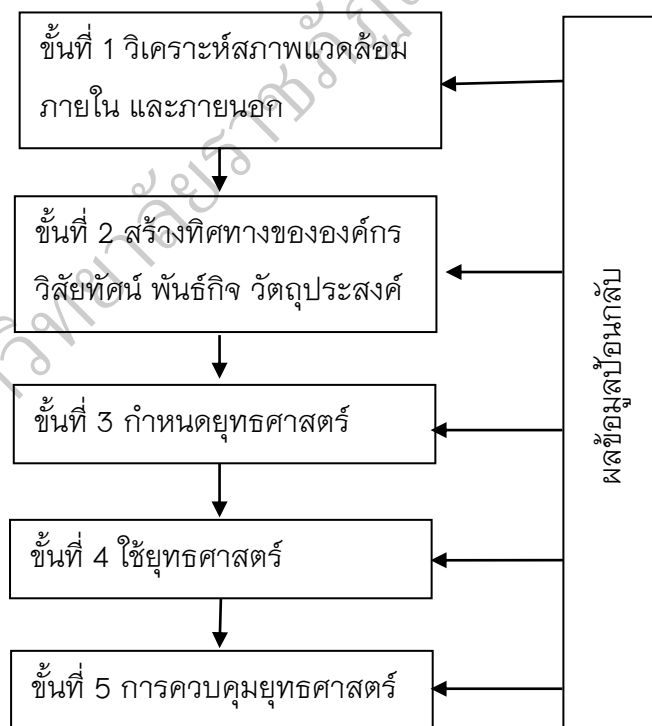 ขั้นที่ 1 วิเคราะห์สภาพแวดล้อม
ภายใน และภายนอก
ขั้นที่ 2 สร้างทิศทางขององค์กร
วิสัยทัศน์ พันธ์กิจ วัตถุประสงค์
ขั้นที่ 3 กำหนดยุทธศาสตร์
ขั้นที่ 4 ใช้ยุทธศาสตร์
ขั้นที่ 5 การควบคุมยุทธศาสตร์
ผลข้อมูลป้อนกลับ